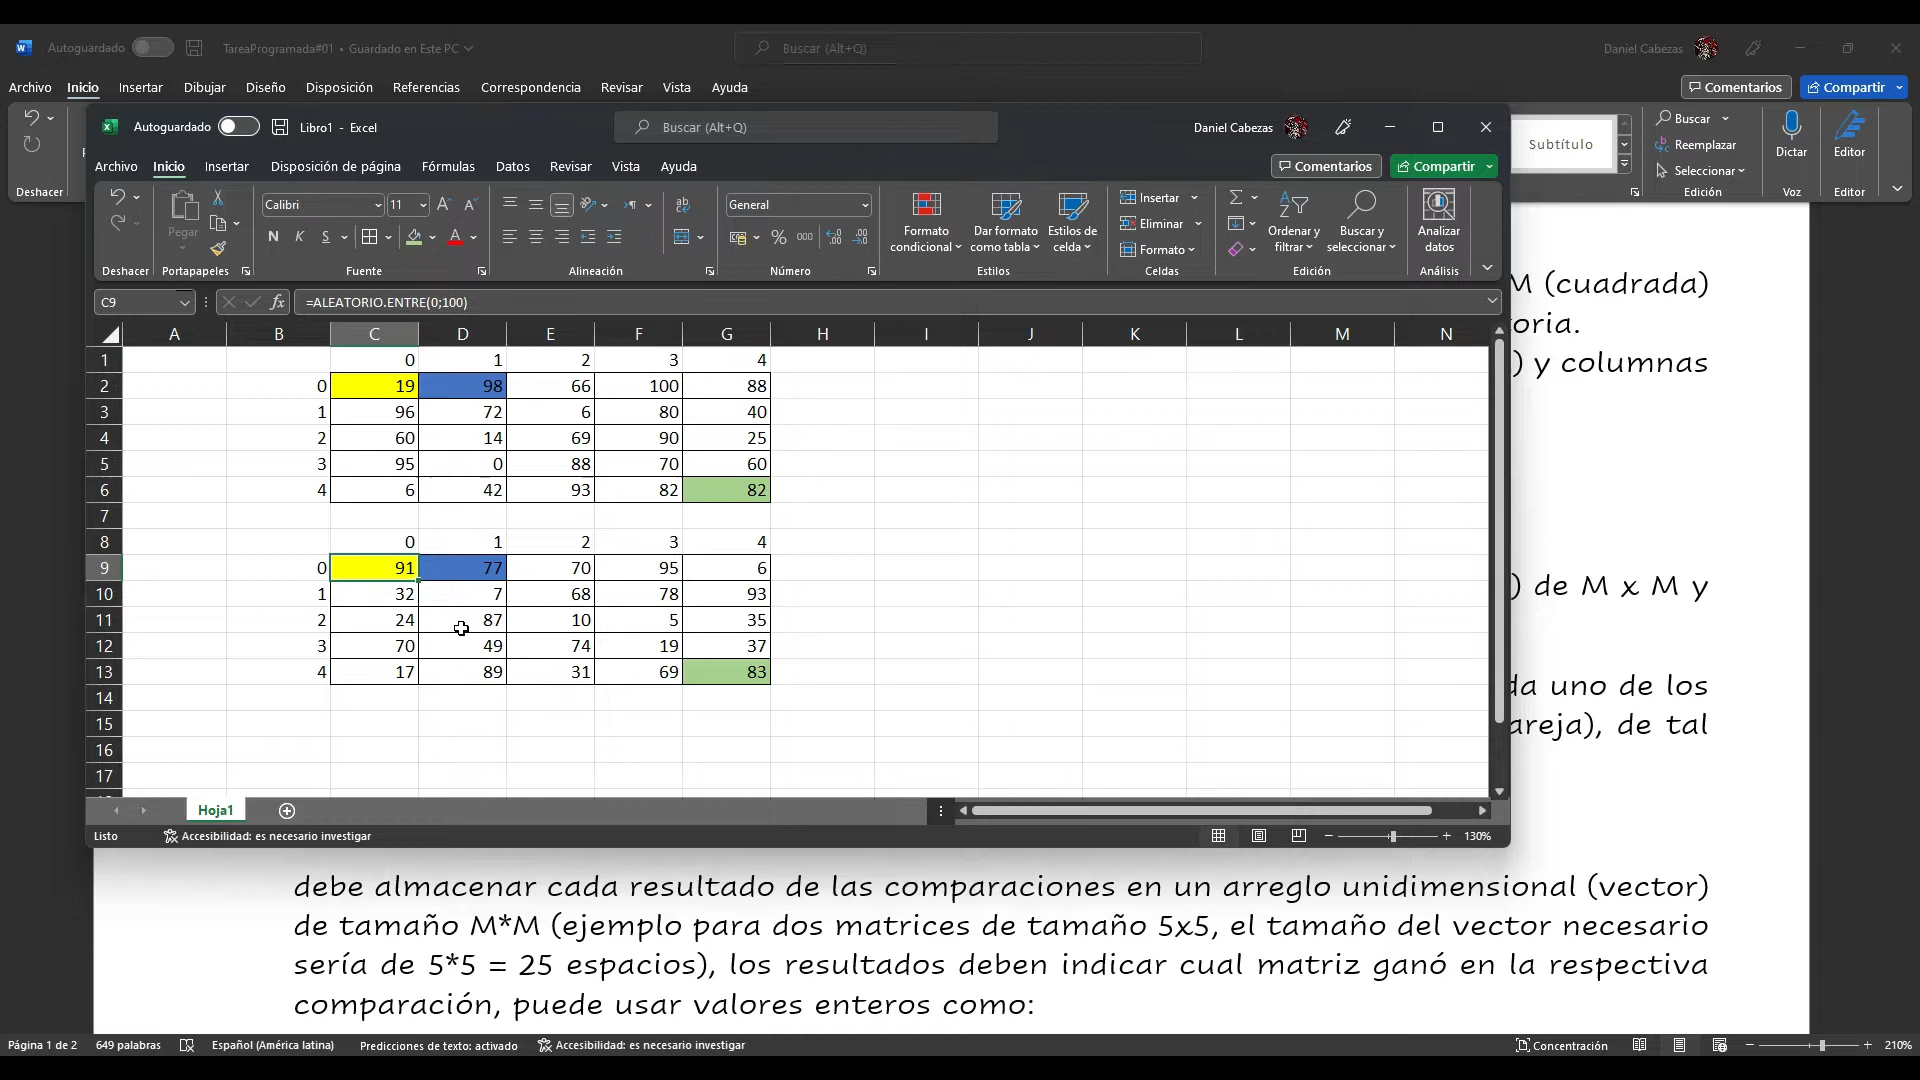 Autoguardado TareaProgramada#01 • Guardado en Este PC Buscar (Alt+Q) Daniel Cabezas
Archivo Inicio Insertar Dibujar Diseño Disposición Referencias Correspondencia Revisar Vista Ayuda Comentarios Compartir
Deshacer
Subtítulo
Buscar
Reemplazar
Seleccionar
Edición
Dictar
Voz
Editor
Editor
Autoguardado Libro1 - Excel Buscar (Alt+Q) Daniel Cabezas
Archivo Inicio Insertar Disposición de página Fórmulas Datos Revisar Vista Ayuda Comentarios Compartir
Deshacer
Pegar
Portapapeles
Calibri 11
N K S
Fuente
Alineación
General
% 000
Número
Formato condicional
Dar formato como tabla
Estilos de celda
Estilos
Insertar
Eliminar
Formato
Celdas
Ordenar y filtrar
Buscar y seleccionar
Edición
Analizar datos
Análisis
C9 fx =ALEATORIO.ENTRE(0;100)
A B C D E F G H I J K L M N
1 0 1 2 3 4
2 0 19 98 66 100 88
3 1 96 72 6 80 40
4 2 60 14 69 90 25
5 3 95 0 88 70 60
6 4 6 42 93 82 82
7
8 0 1 2 3 4
9 0 91 77 70 95 6
10 1 32 7 68 78 93
11 2 24 87 10 5 35
12 3 70 49 74 19 37
13 4 17 89 31 69 83
14
15
16
17
Hoja1
Listo Accesibilidad: es necesario investigar 130%
M (cuadrada)
oria.
) y columnas
) de M x M y
da uno de los
areja), de tal
debe almacenar cada resultado de las comparaciones en un arreglo unidimensional (vector)
de tamaño M*M (ejemplo para dos matrices de tamaño 5x5, el tamaño del vector necesario
sería de 5*5 = 25 espacios), los resultados deben indicar cual matriz ganó en la respectiva
comparación, puede usar valores enteros como:
Página 1 de 2 649 palabras Español (América latina) Predicciones de texto: activado Accesibilidad: es necesario investigar Concentración 210%